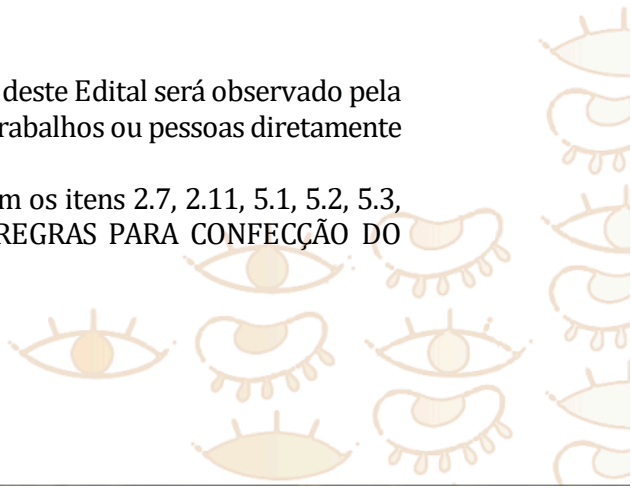 deste Edital será observado pela
rabalhos ou pessoas diretamente
m os itens 2.7, 2.11, 5.1, 5.2, 5.3,
REGRAS PARA CONFECÇÃO DO